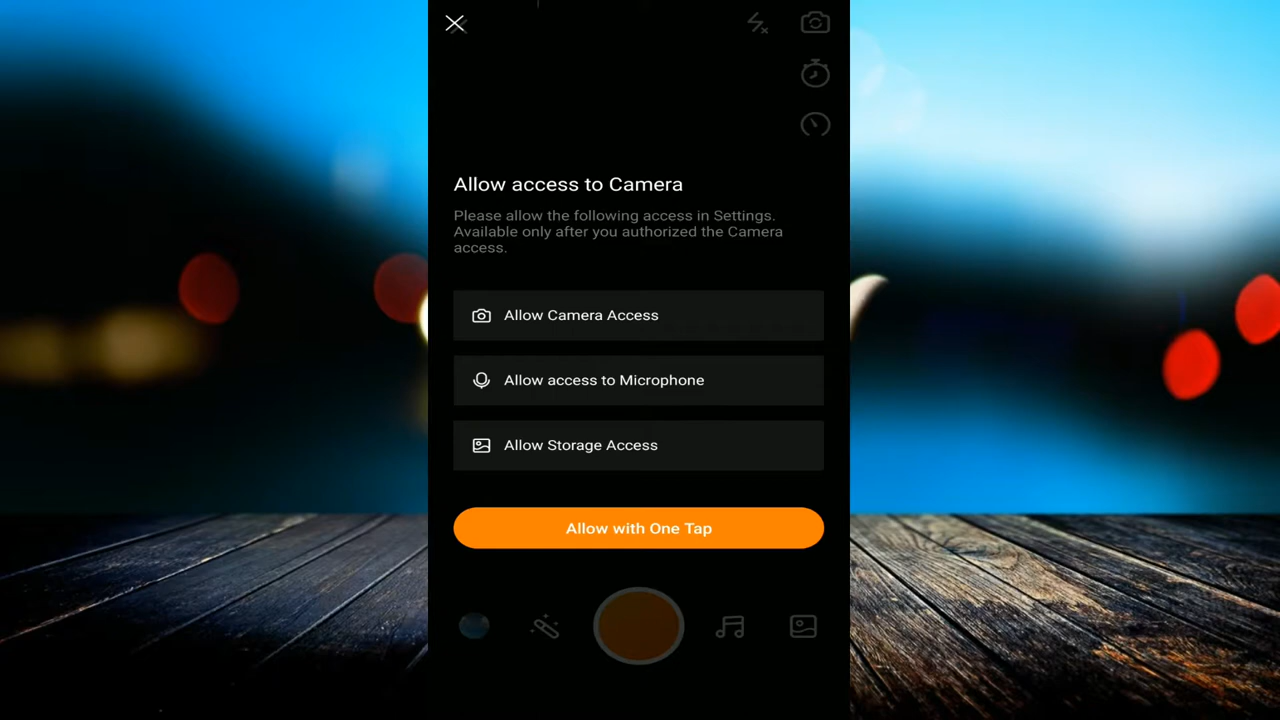 Allow access to Camera
Please allow the following access in Settings.
Available only after you authorized the Camera
access.
Allow Camera Access
Allow access to Microphone
Allow Storage Access
Allow with One Tap